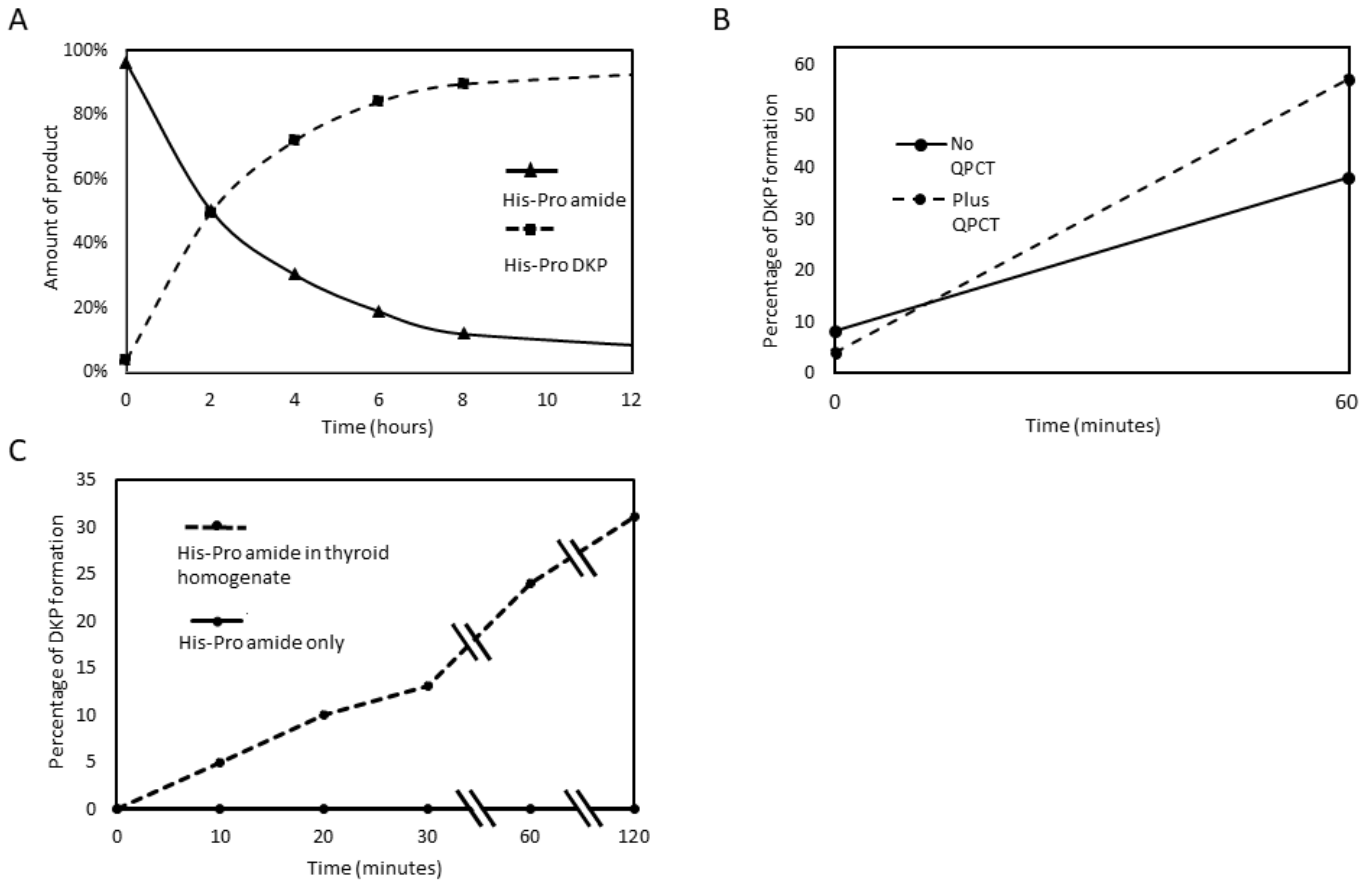 A
Amount of product
100%
80%
60%
40%
20%
0%
0 2 4 6 8 10 12
Time (hours)
His-Pro amide
His-Pro DKP
B
Percentage of DKP formation
60
50
40
30
20
10
0
0 60
Time (minutes)
No
QPCT
Plus
QPCT
C
Percentage of DKP formation
35
30
25
20
15
10
5
0
0 10 20 30 60 120
Time (minutes)
His-Pro amide in thyroid
homogenate
His-Pro amide only